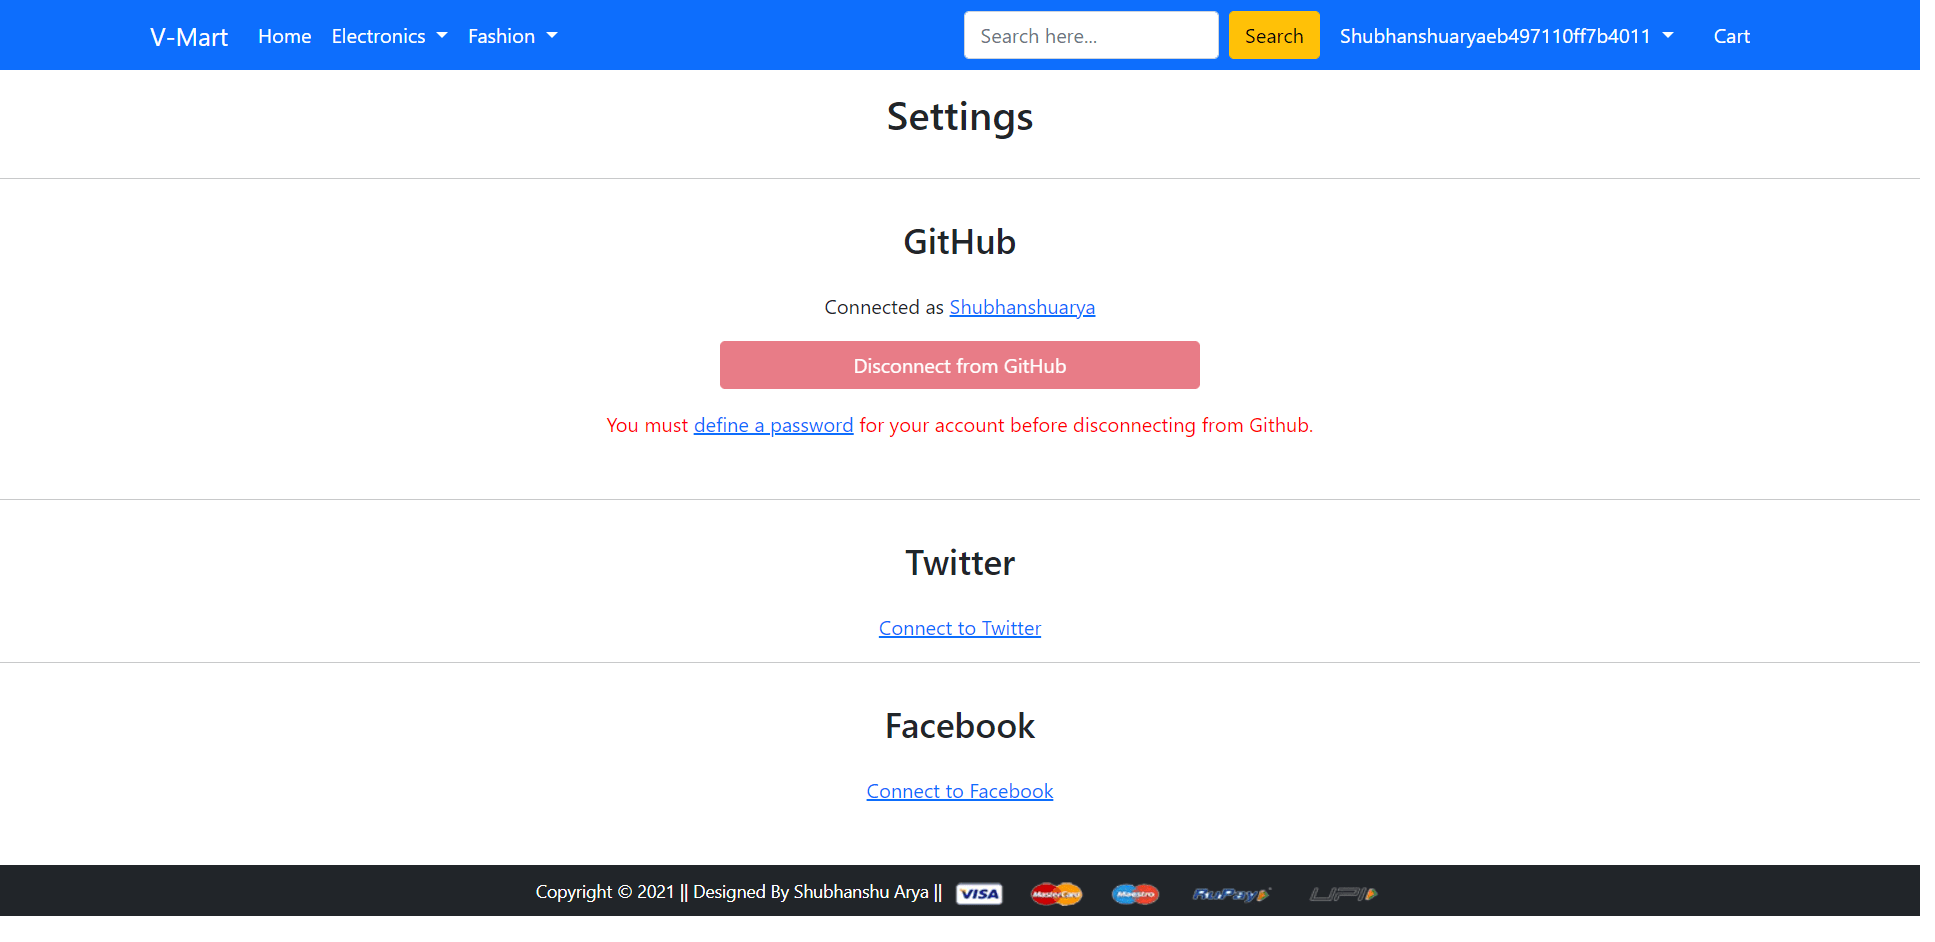 V-Mart Home Electronics Fashion Search here... Search Shubhanshuaryaeb497110ff7b4011 Cart
Settings
GitHub
Connected as Shubhanshuarya
Disconnect from GitHub
You must define a password for your account before disconnecting from Github.
Twitter
Connect to Twitter
Facebook
Connect to Facebook
Copyright © 2021 || Designed By Shubhanshu Arya || VISA MasterCard Maestro RuPay UPI